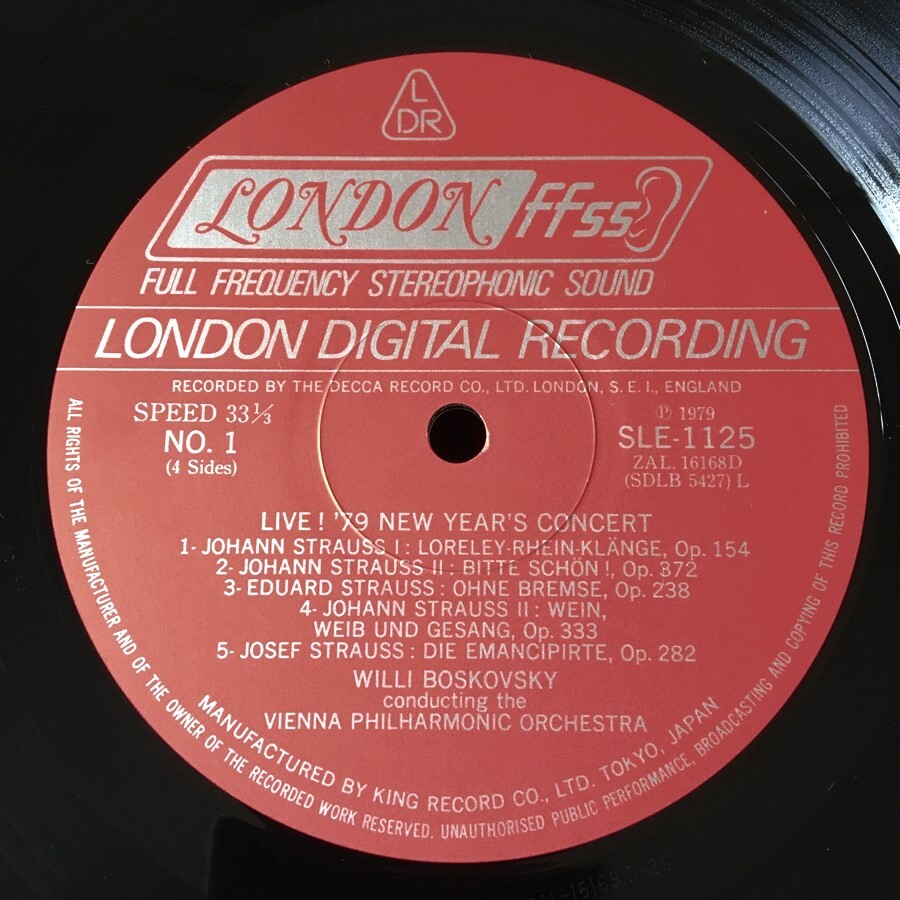 L
DR
LONDON ffss
FULL FREQUENCY STEREOPHONIC SOUND
LONDON DIGITAL RECORDING
RECORDED BY THE DECCA RECORD CO., LTD. LONDON, S. E. I., ENGLAND
SPEED 33⅓
NO. 1
(4 Sides)
Ⓟ 1979
SLE-1125
ZAL. 16168D
(SDLB 5427) L
LIVE! '79 NEW YEAR'S CONCERT
1- JOHANN STRAUSS I : LORELEY-RHEIN-KLÄNGE, Op. 154
2- JOHANN STRAUSS II : BITTE SCHÖN!, Op. 372
3- EDUARD STRAUSS : OHNE BREMSE, Op. 238
4- JOHANN STRAUSS II : WEIN,
WEIB UND GESANG, Op. 333
5- JOSEF STRAUSS : DIE EMANCIPIRTE, Op. 282
WILLI BOSKOVSKY
conducting the
VIENNA PHILHARMONIC ORCHESTRA
MANUFACTURED BY KING RECORD CO., LTD. TOKYO, JAPAN
ALL RIGHTS OF THE MANUFACTURER AND OF THE OWNER OF THE RECORDED WORK RESERVED. UNAUTHORISED PUBLIC PERFORMANCE, BROADCASTING AND COPYING OF THIS RECORD PROHIBITED